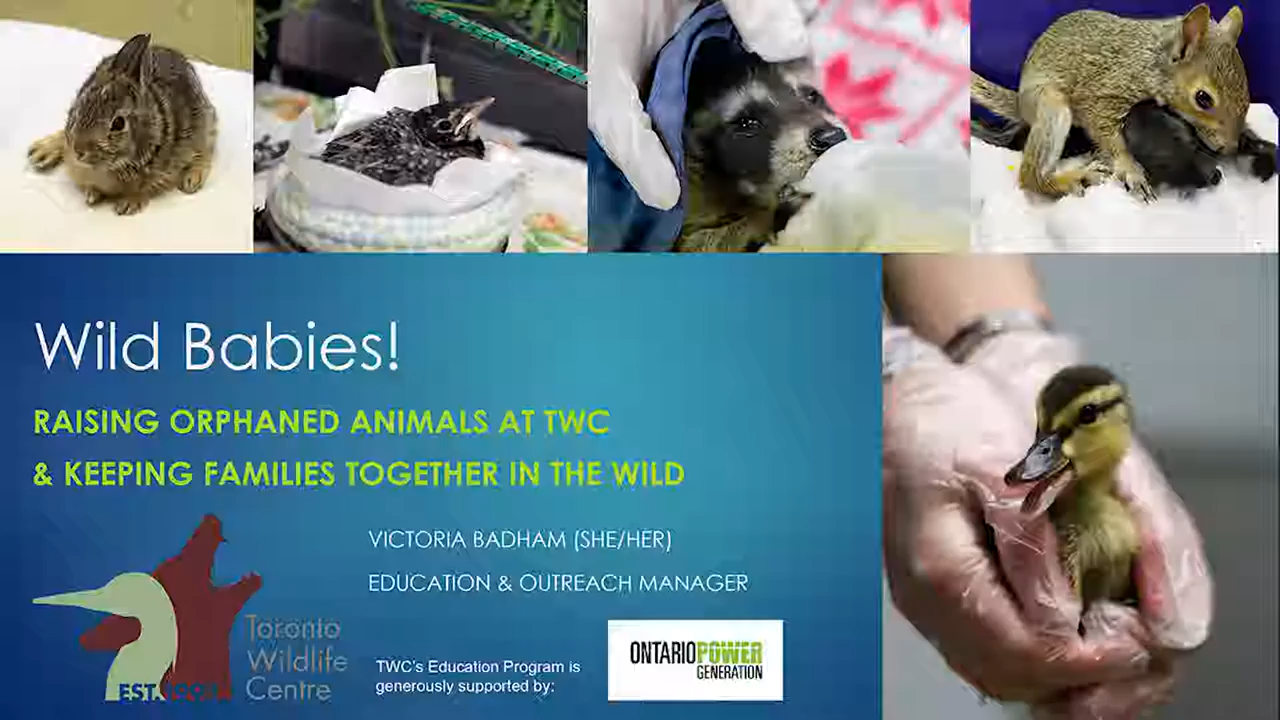 Wild Babies!
RAISING ORPHANED ANIMALS AT TWC
& KEEPING FAMILIES TOGETHER IN THE WILD
VICTORIA BADHAM (SHE/HER)
EDUCATION & OUTREACH MANAGER
Toronto
Wildlife
Centre
EST.
TWC's Education Program is
generously supported by:
ONTARIOPOWER
GENERATION